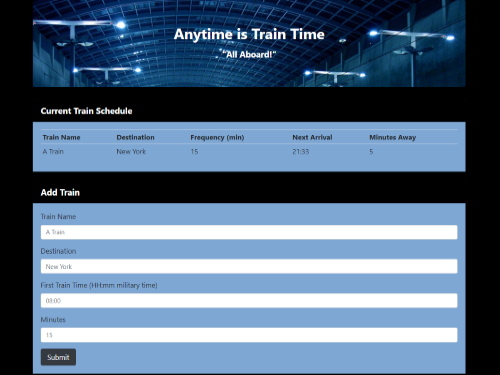 Anytime is Train Time
"All Aboard!"
Current Train Schedule
Train Name Destination Frequency (min) Next Arrival Minutes Away
A Train New York 15 21:33 5
Add Train
Train Name
A Train
Destination
New York
First Train Time (HH:mm military time)
08:00
Minutes
15
Submit